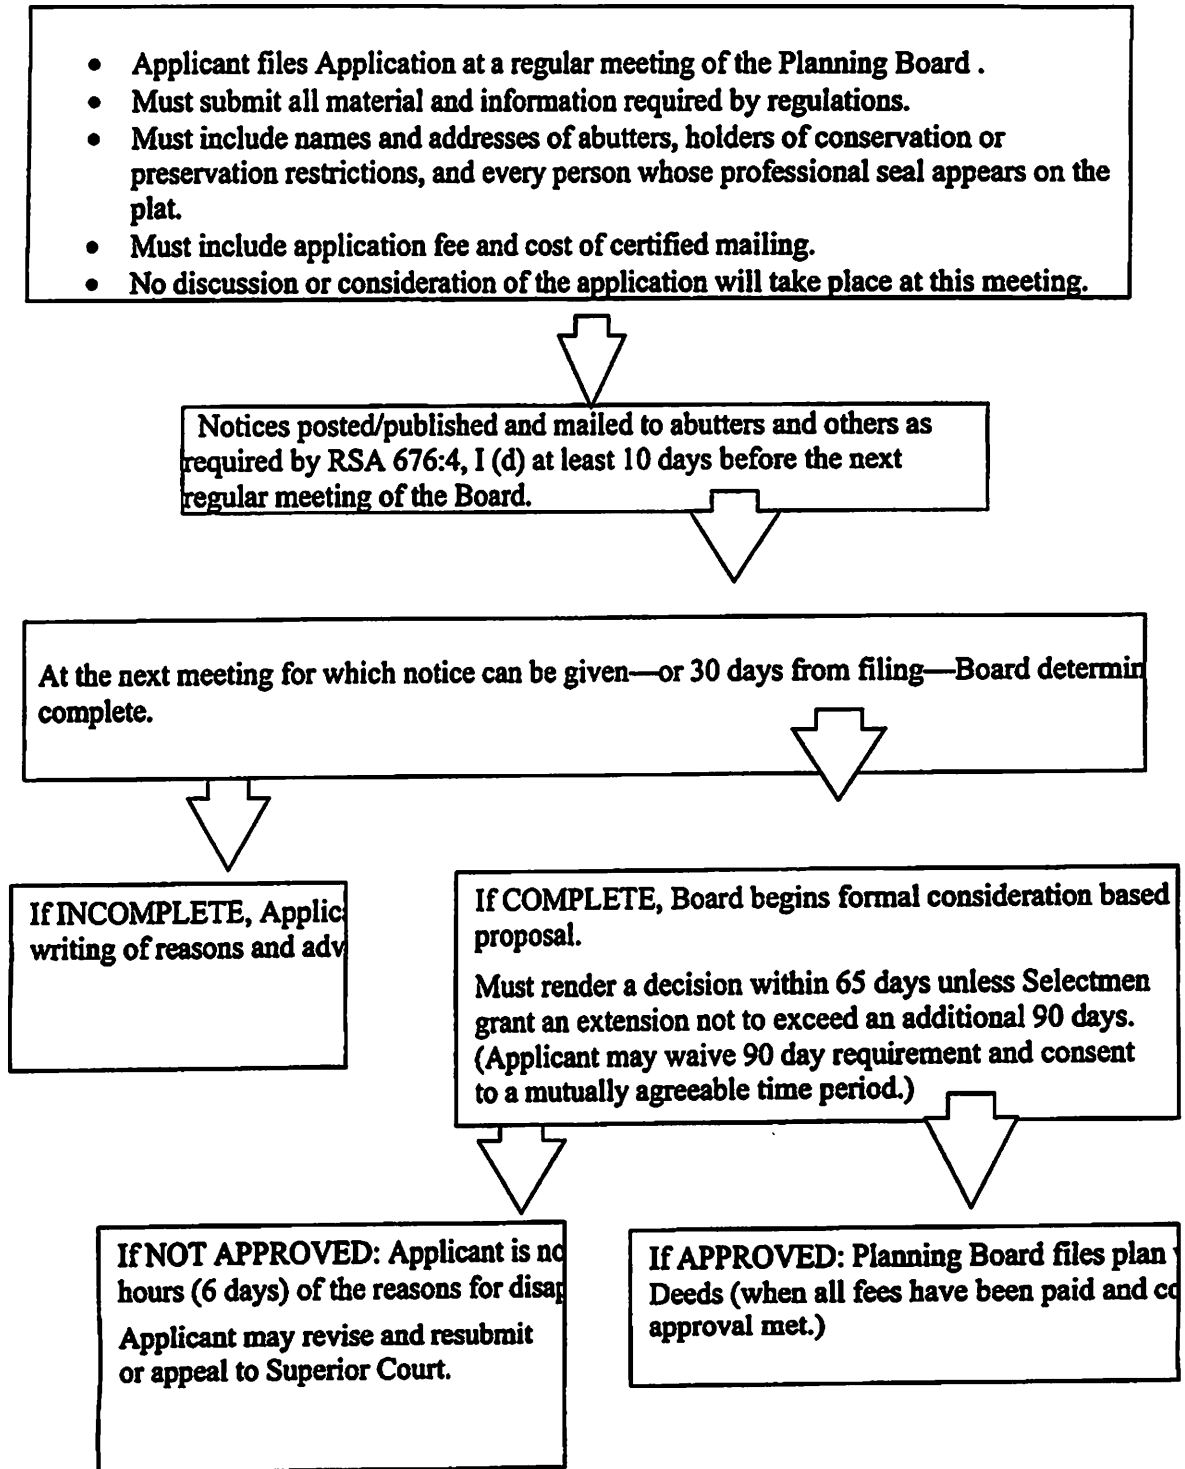 • Applicant files Application at a regular meeting of the Planning Board .
• Must submit all material and information required by regulations.
• Must include names and addresses of abutters, holders of conservation or
preservation restrictions, and every person whose professional seal appears on the
plat.
• Must include application fee and cost of certified mailing.
• No discussion or consideration of the application will take place at this meeting.
Notices posted/published and mailed to abutters and others as
required by RSA 676:4, I (d) at least 10 days before the next
regular meeting of the Board.
At the next meeting for which notice can be given—or 30 days from filing—Board
complete.
If INCOMPLETE,
writing of reasons and
If COMPLETE, Board begins formal consideration based
proposal.
Must render a decision within 65 days unless Selectmen
grant an extension not to exceed an additional 90 days.
(Applicant may waive 90 day requirement and consent
to a mutually agreeable time period.)
If NOT APPROVED: Applicant is
hours (6 days) of the reasons for
Applicant may revise and resubmit
or appeal to Superior Court.
If APPROVED: Planning Board files plan
Deeds (when all fees have been paid and
approval met.)